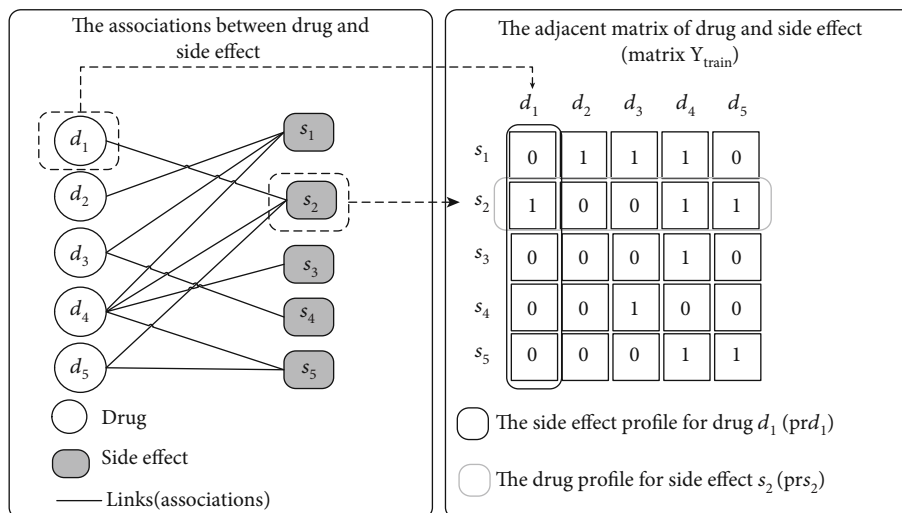 The associations between drug and
side effect
d₁
d₂
d₃
d₄
d₅
s₁
s₂
s₃
s₄
s₅
Drug
Side effect
Links(associations)
The adjacent matrix of drug and side effect
(matrix Y_train)
d₁ d₂ d₃ d₄ d₅
s₁ 0 1 1 1 0
s₂ 1 0 0 1 1
s₃ 0 0 0 1 0
s₄ 0 0 1 0 0
s₅ 0 0 0 1 1
The side effect profile for drug d₁ (prd₁)
The drug profile for side effect s₂ (prs₂)